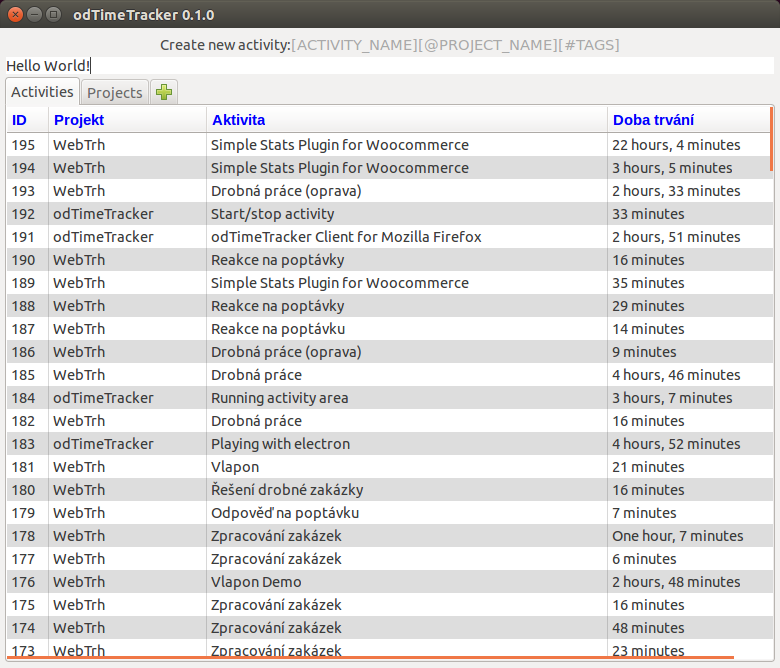 odTimeTracker 0.1.0
Create new activity:[ACTIVITY_NAME][@PROJECT_NAME][#TAGS]
Hello World!
Activities Projects
ID Projekt Aktivita Doba trvání
195 WebTrh Simple Stats Plugin for Woocommerce 22 hours, 4 minutes
194 WebTrh Simple Stats Plugin for Woocommerce 3 hours, 5 minutes
193 WebTrh Drobná práce (oprava) 2 hours, 33 minutes
192 odTimeTracker Start/stop activity 33 minutes
191 odTimeTracker odTimeTracker Client for Mozilla Firefox 2 hours, 51 minutes
190 WebTrh Reakce na poptávky 16 minutes
189 WebTrh Simple Stats Plugin for Woocommerce 35 minutes
188 WebTrh Reakce na poptávky 29 minutes
187 WebTrh Reakce na poptávku 14 minutes
186 WebTrh Drobná práce (oprava) 9 minutes
185 WebTrh Drobná práce 4 hours, 46 minutes
184 odTimeTracker Running activity area 3 hours, 7 minutes
182 WebTrh Drobná práce 16 minutes
183 odTimeTracker Playing with electron 4 hours, 52 minutes
181 WebTrh Vlapon 21 minutes
180 WebTrh Řešení drobné zakázky 16 minutes
179 WebTrh Odpověď na poptávku 7 minutes
178 WebTrh Zpracování zakázek One hour, 7 minutes
177 WebTrh Zpracování zakázek 6 minutes
176 WebTrh Vlapon Demo 2 hours, 48 minutes
175 WebTrh Zpracování zakázek 16 minutes
174 WebTrh Zpracování zakázek 48 minutes
173 WebTrh Zpracování zakázek 23 minutes